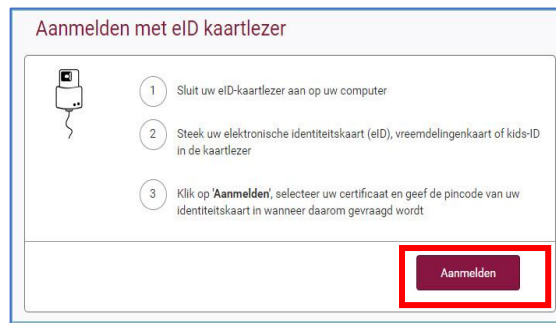 Aanmelden met eID kaartlezer
1 Sluit uw eID-kaartlezer aan op uw computer
2 Steek uw elektronische identiteitskaart (eID), vreemdelingenkaart of kids-ID
in de kaartlezer
3 Klik op 'Aanmelden', selecteer uw certificaat en geef de pincode van uw
identiteitskaart in wanneer daarom gevraagd wordt
Aanmelden